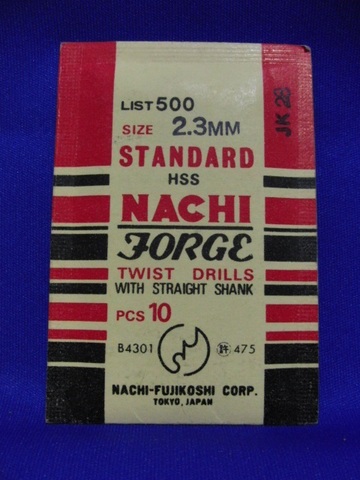 LIST 500
SIZE 2.3MM
JK 28
STANDARD
HSS
NACHI
FORGE
TWIST DRILLS
WITH STRAIGHT SHANK
PCS 10
B4301 許 475
NACHI-FUJIKOSHI CORP.
TOKYO, JAPAN